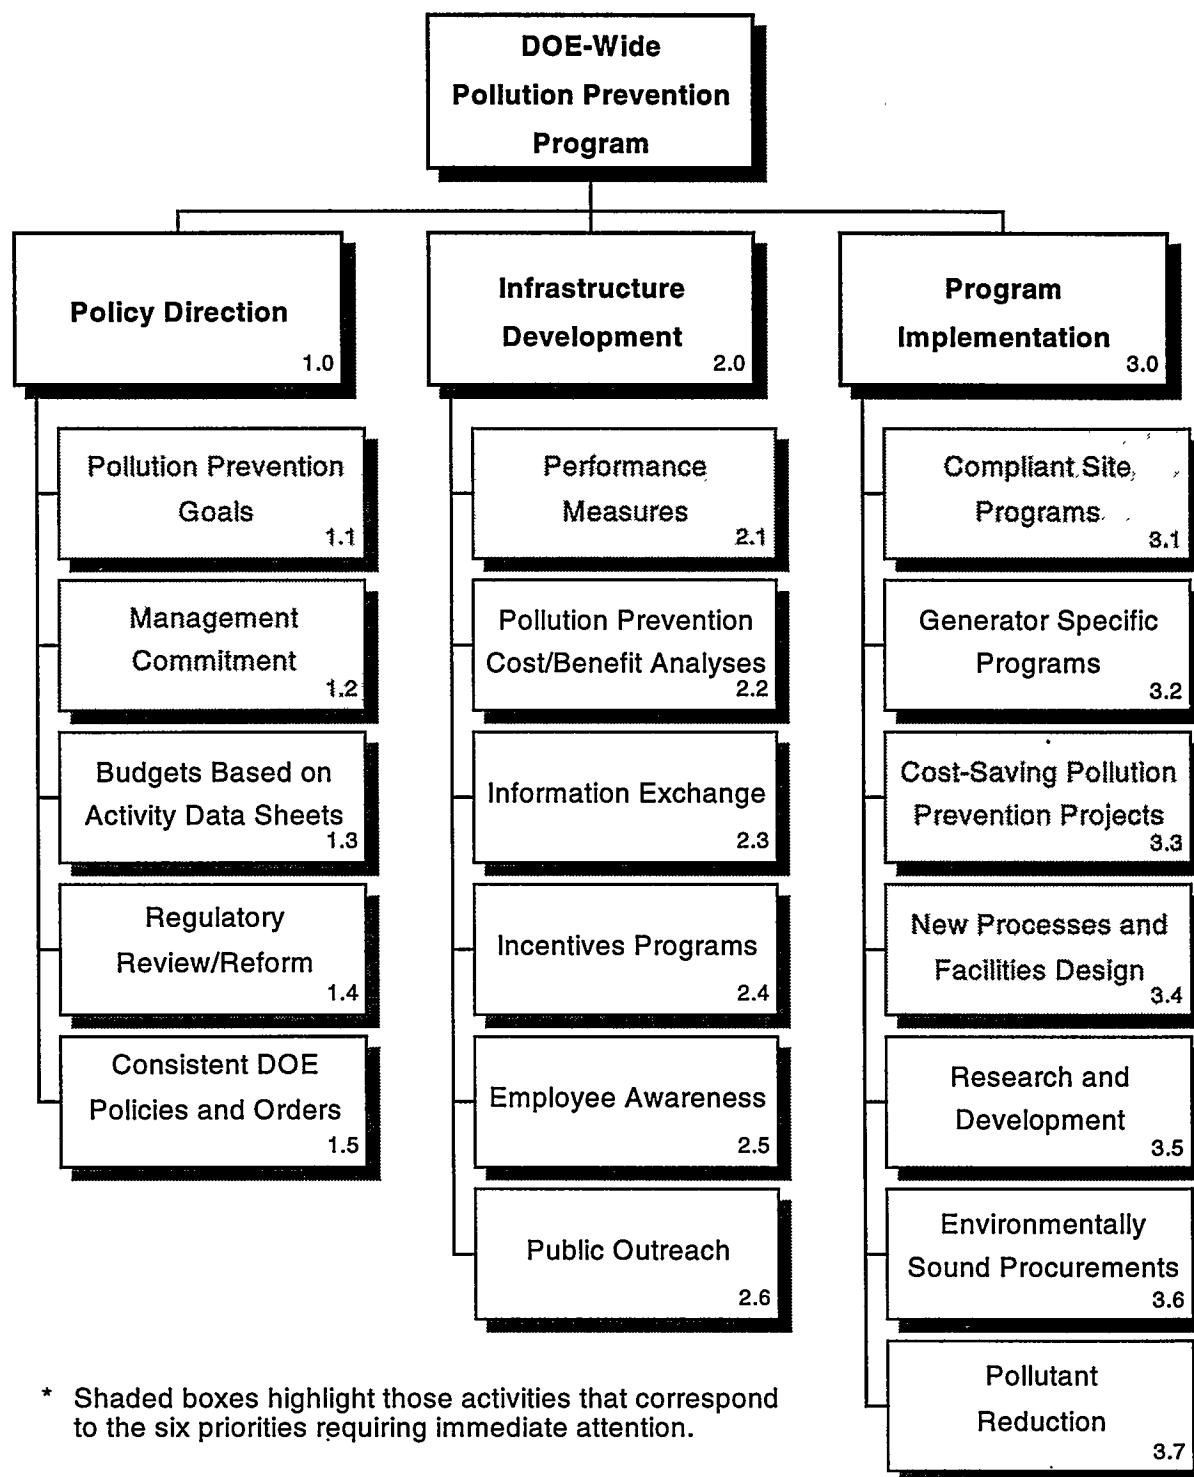 DOE-Wide
Pollution Prevention
Program
Policy Direction
1.0
Infrastructure
Development
2.0
Program
Implementation
3.0
Pollution Prevention
Goals
1.1
Management
Commitment
1.2
Budgets Based on
Activity Data Sheets
1.3
Regulatory
Review/Reform
1.4
Consistent DOE
Policies and Orders
1.5
Performance
Measures
2.1
Pollution Prevention
Cost/Benefit Analyses
2.2
Information Exchange
2.3
Incentives Programs
2.4
Employee Awareness
2.5
Public Outreach
2.6
Compliant Site
Programs
3.1
Generator Specific
Programs
3.2
Cost-Saving Pollution
Prevention Projects
3.3
New Processes and
Facilities Design
3.4
Research and
Development
3.5
Environmentally
Sound Procurements
3.6
Pollutant
Reduction
3.7
* Shaded boxes highlight those activities that correspond
to the six priorities requiring immediate attention.